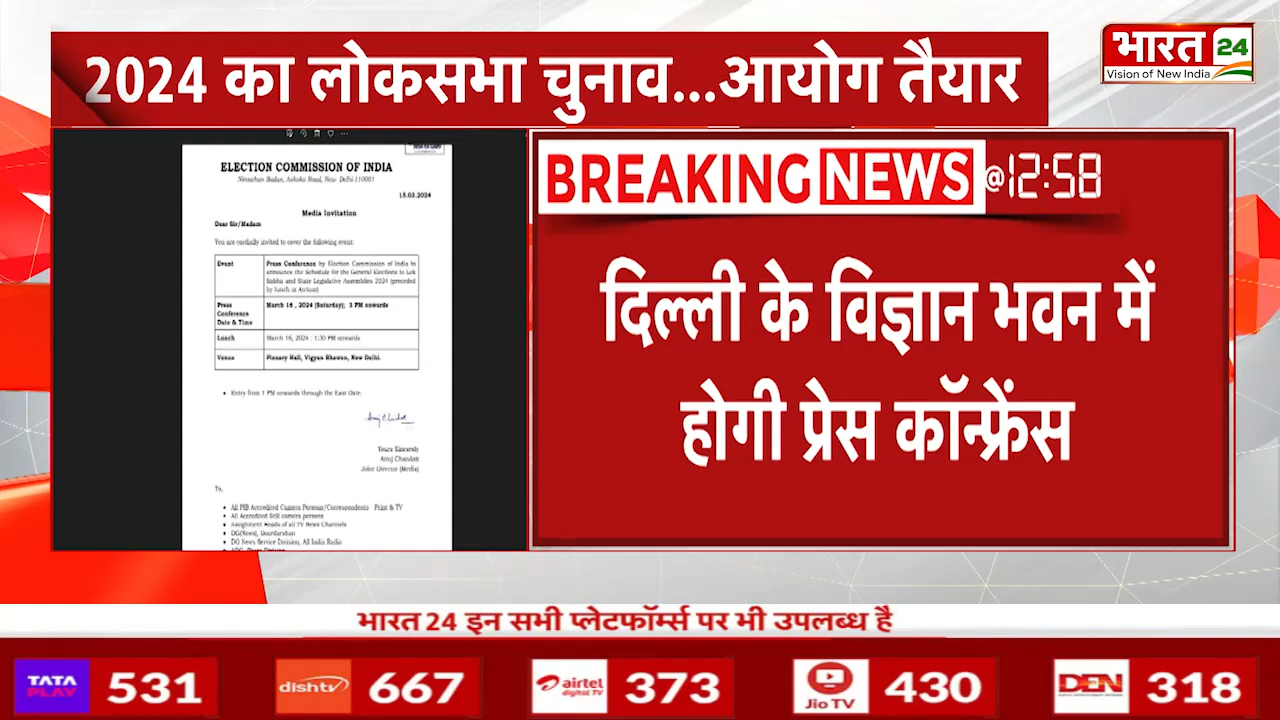 2024 का लोकसभा चुनाव...आयोग तैयार
भारत 24
Vision of New India
ELECTION COMMISSION OF INDIA
Nirvachan Sadan, Ashoka Road, New Delhi-110001
15.03.2024
Media Invitation
Dear Sir/Madam
You are cordially invited to cover the following event:
Event
Press Conference by Election Commission of India to
announce the Schedule for the General Elections to Lok
Sabha and State Legislative Assemblies 2024 (preceded
by lunch at Atrium)
Press
Conference
Date & Time
March 16 , 2024 (Saturday); 3 PM onwards
Lunch
March 16, 2024 ; 1:30 PM onwards
Venue
Plenary Hall, Vigyan Bhawan, New Delhi.
• Entry from 1 PM onwards through the East Gate.
Yours Sincerely
Anuj Chandak
Joint Director (Media)
To,
• All PIB Accredited Camera Persons/Correspondents Print & TV
• All Accredited Still camera persons
• Assignment Heads of all TV News Channels
• DG(News), Doordarshan
• DG News Service Division, All India Radio
BREAKING NEWS @12:58
दिल्ली के विज्ञान भवन में
होगी प्रेस कॉन्फ्रेंस
भारत 24 इन सभी प्लेटफॉर्म्स पर भी उपलब्ध है
TATA PLAY 531
dishtv 667
airtel digital TV 373
JioTV 430
DEN 318